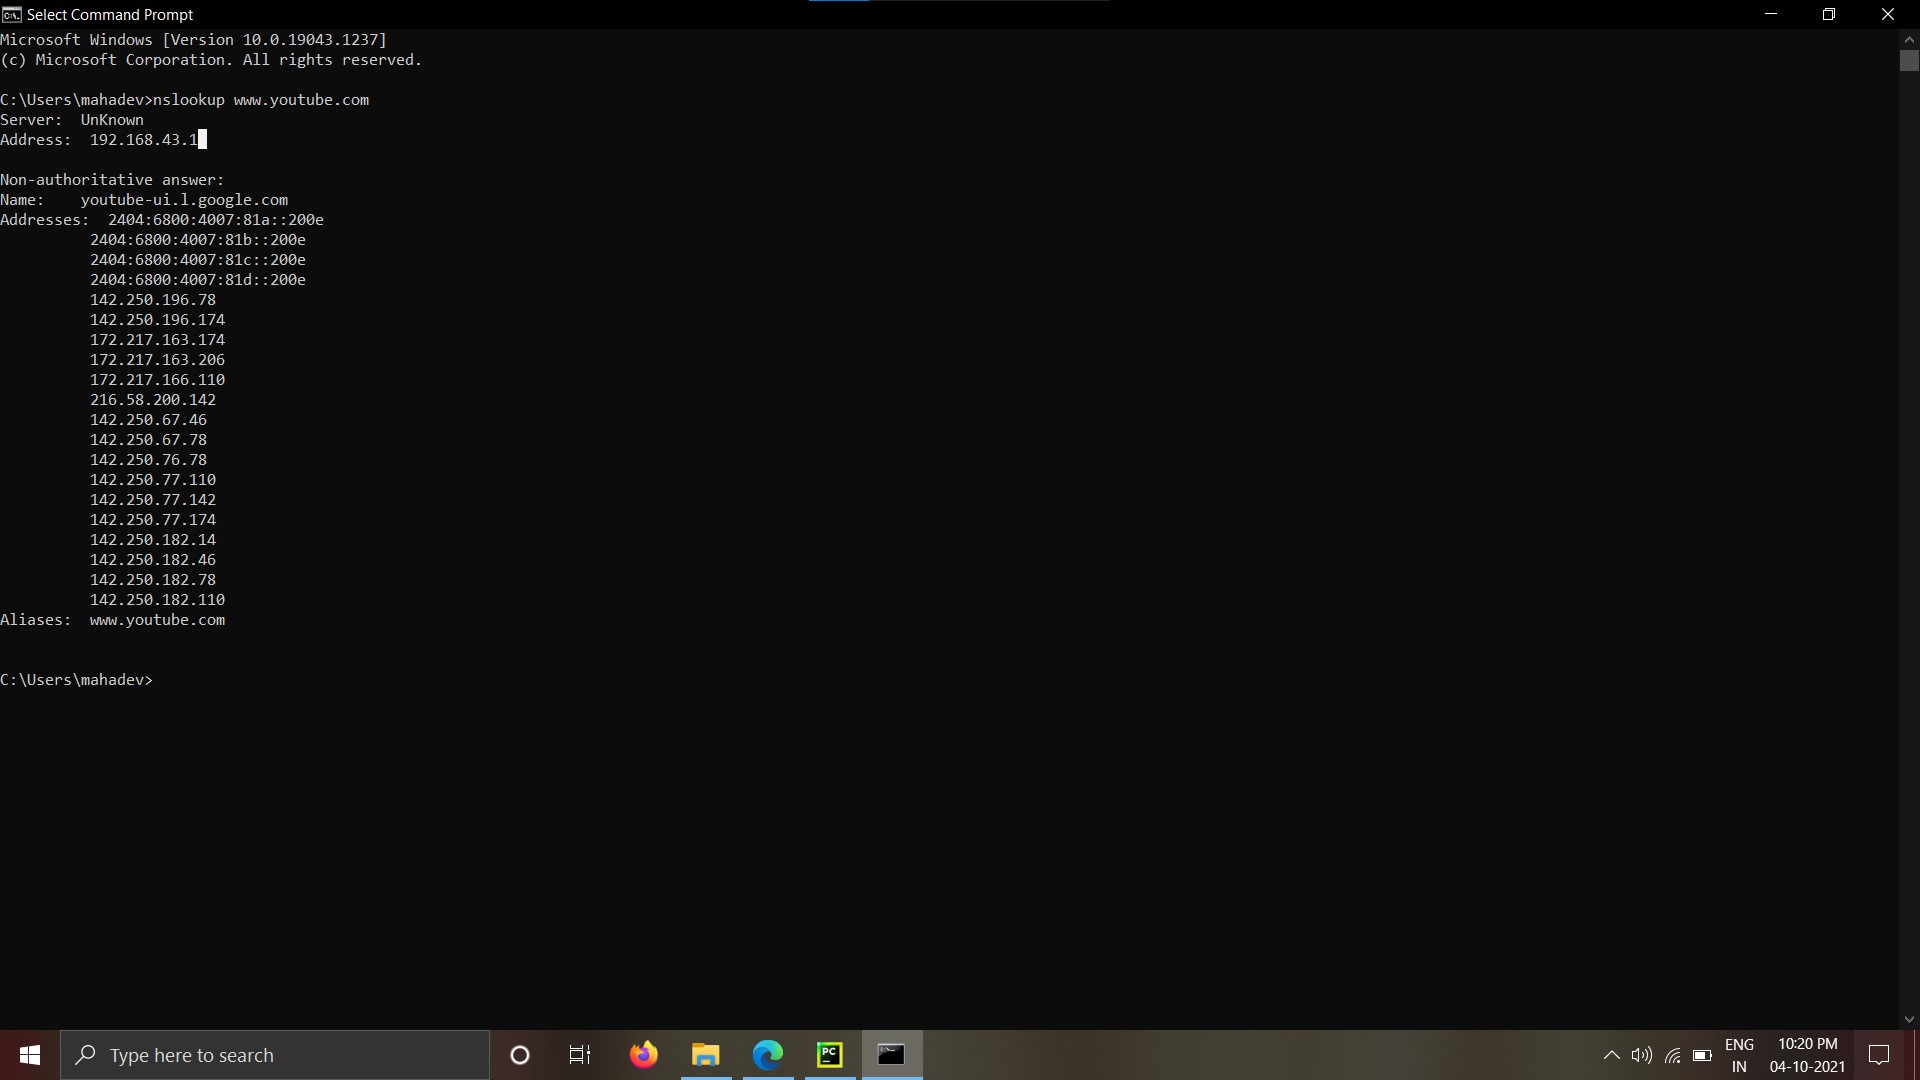 Select Command Prompt
Microsoft Windows [Version 10.0.19043.1237]
(c) Microsoft Corporation. All rights reserved.
C:\Users\mahadev>nslookup www.youtube.com
Server:  UnKnown
Address:  192.168.43.1
Non-authoritative answer:
Name:    youtube-ui.l.google.com
Addresses:  2404:6800:4007:81a::200e
2404:6800:4007:81b::200e
2404:6800:4007:81c::200e
2404:6800:4007:81d::200e
142.250.196.78
142.250.196.174
172.217.163.174
172.217.163.206
172.217.166.110
216.58.200.142
142.250.67.46
142.250.67.78
142.250.76.78
142.250.77.110
142.250.77.142
142.250.77.174
142.250.182.14
142.250.182.46
142.250.182.78
142.250.182.110
Aliases:  www.youtube.com
C:\Users\mahadev>
Type here to search
PC
ENG
IN
10:20 PM
04-10-2021